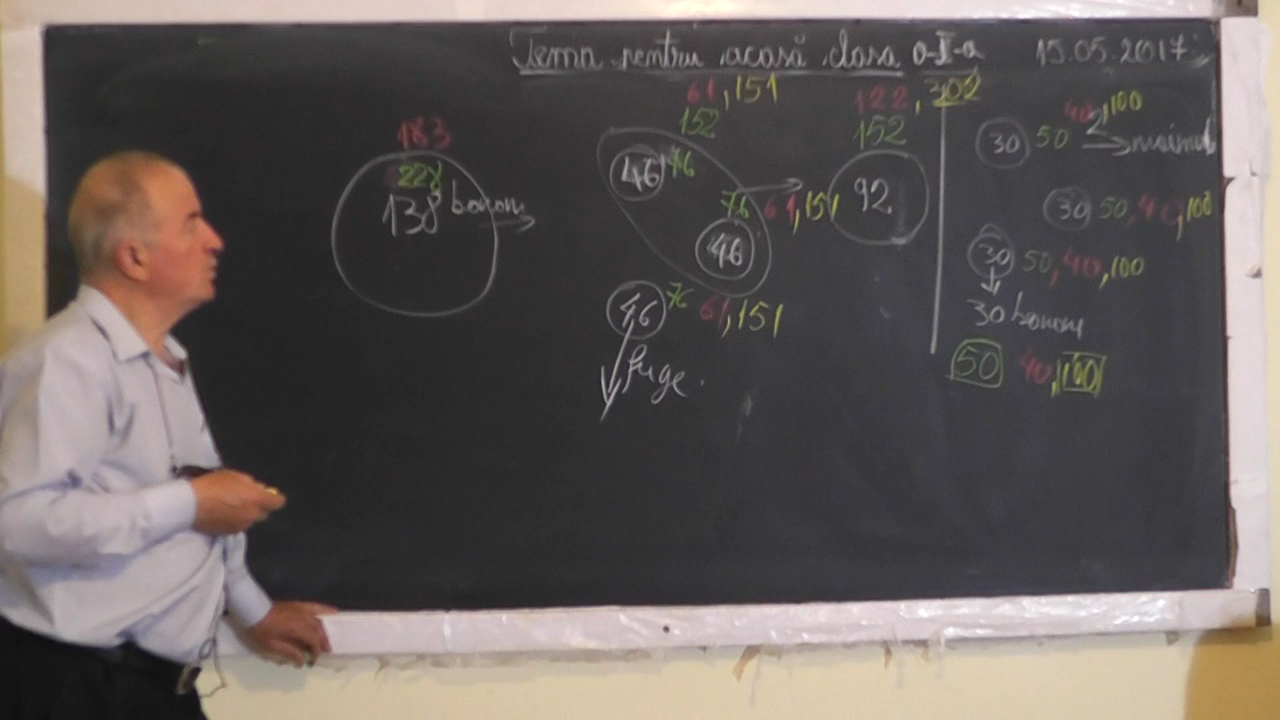 Tema pentru acasă clasa a-II-a 15.05.2017
183
228
138 bomboane
61, 151
152
46 76
76 61, 151
46
46 76 61, 151
fuge.
122, 302
152
92
40, 100
30 50
30 50, 40, 100
30 50, 40, 100
30
50 40, 100